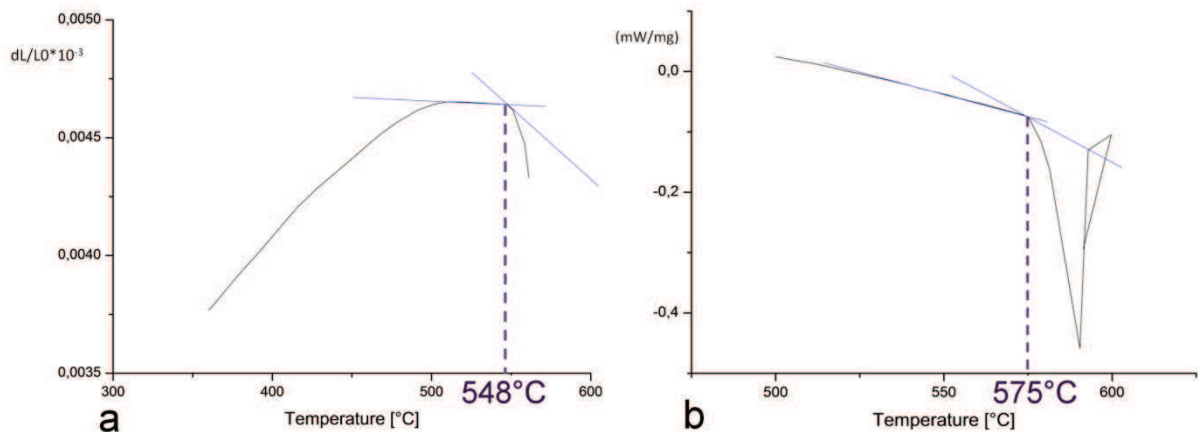 0,0050
dL/L0*10⁻³
0,0045
0,0040
0,0035
300
400
500
600
548°C
Temperature [°C]
a
(mW/mg)
0,0
-0,2
-0,4
500
550
600
575°C
Temperature [°C]
b